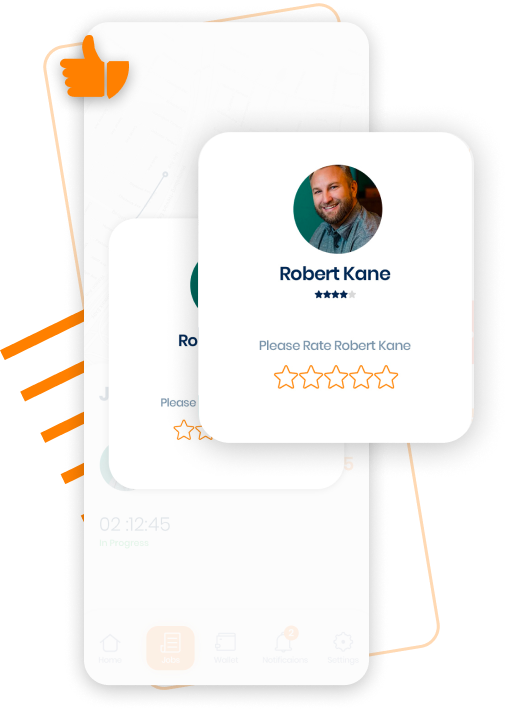 Robert Kane
Please Rate Robert Kane
Ro
Please
J
5
02 :12:45
In Progress
Home
Jobs
Wallet
Notifications
Settings